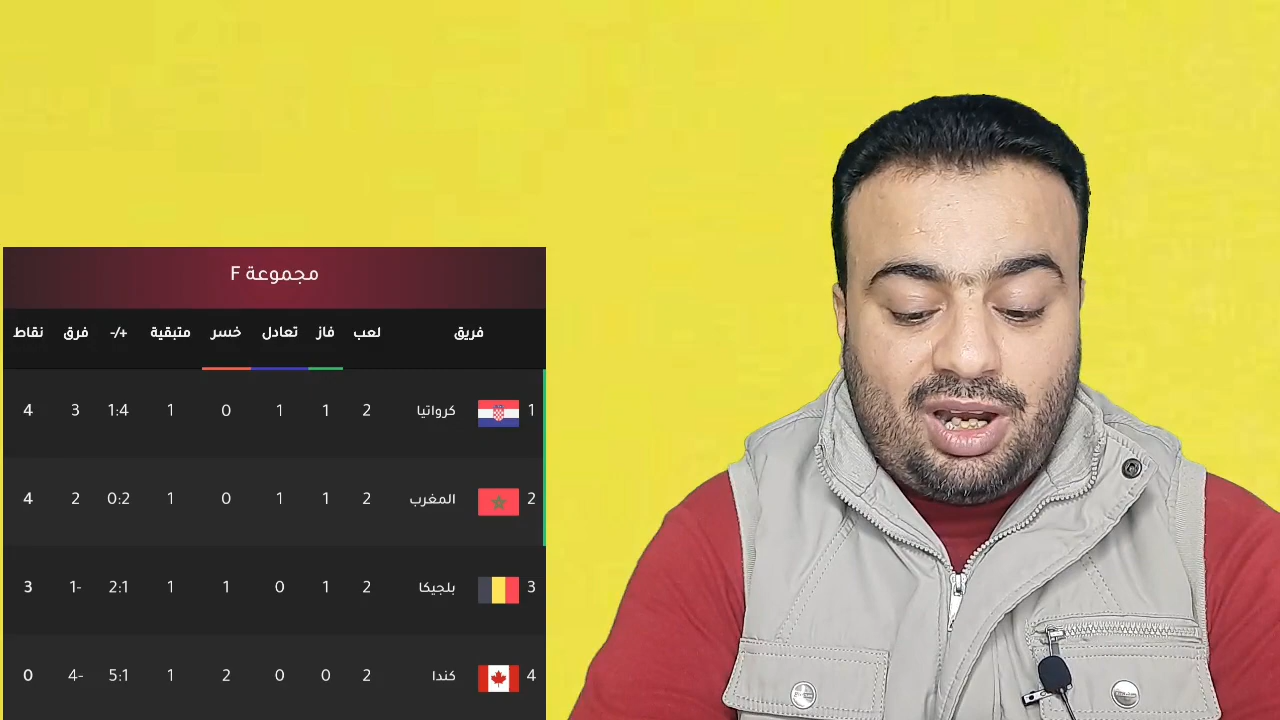 مجموعة F
فريق لعب فاز تعادل خسر متبقية +/- فرق نقاط
1 كرواتيا 2 1 1 0 1 1:4 3 4
2 المغرب 2 1 1 0 1 0:2 2 4
3 بلجيكا 2 1 0 1 1 2:1 1- 3
4 كندا 2 0 0 2 1 5:1 4- 0